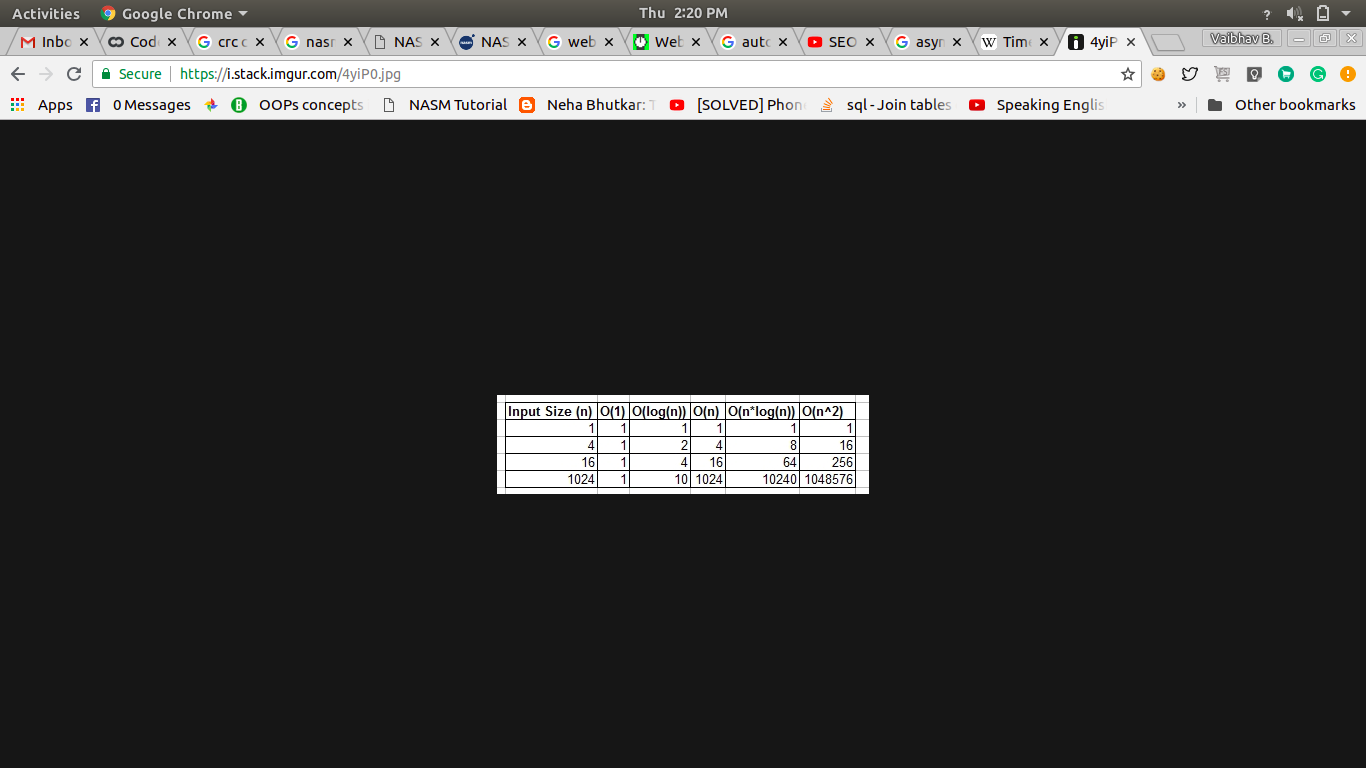 Activities Google Chrome Thu 2:20 PM ?
Inbo Cod crc c nasr NAS NAS web Web auto SEO asyn Tim 4yiP Vaibhav B.
Secure https://i.stack.imgur.com/4yiP0.jpg
Apps 0 Messages OOPs concepts NASM Tutorial Neha Bhutkar: [SOLVED] Phon sql - Join tables Speaking Englis » Other bookmarks
Input Size (n) O(1) O(log(n)) O(n) O(n*log(n)) O(n^2)
1 1 1 1 1 1
4 1 2 4 8 16
16 1 4 16 64 256
1024 1 10 1024 10240 1048576